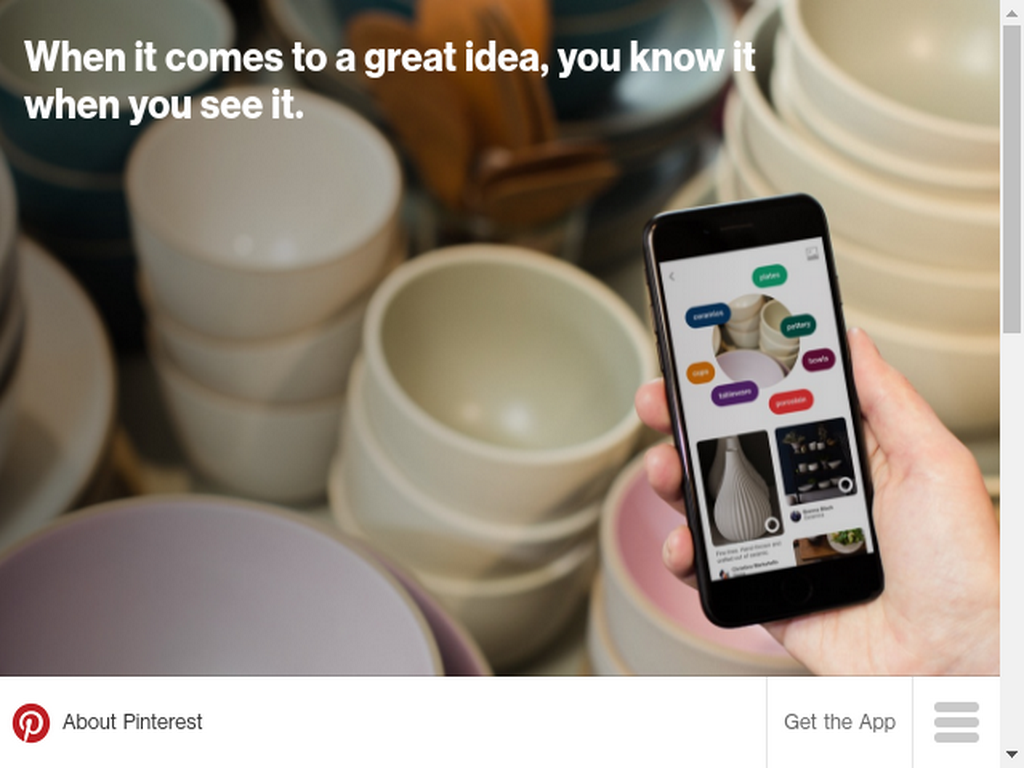 When it comes to a great idea, you know it
when you see it.
plates
ceramics
pottery
cups
bowls
tableware
porcelain
About Pinterest
Get the App